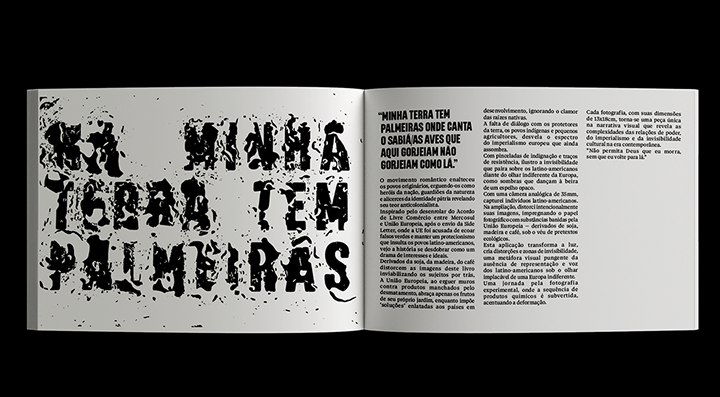 NA MINHA
TERRA TEM
PALMEIRAS
"MINHA TERRA TEM
PALMEIRAS ONDE CANTA
O SABIÁ/AS AVES QUE
AQUI GORJEIAM NÃO
GORJEIAM COMO LÁ."
O movimento romântico enalteceu
os povos originários, erguendo-os como
heróis da nação, guardiões da natureza
e alicerces da identidade pátria revelando
seu teor anticolonialista.
Inspirado pelo desenrolar do Acordo
de Livre Comércio entre Mercosul
e União Europeia, após o envio da Side
Letter, onde a UE foi acusada de ecoar
falsos verdes e manter um protecionismo
que insulta os povos latino-americanos,
vejo a história se desdobrar como um
drama de interesses e ideais.
Derivados da soja, da madeira, do café
distorcem as imagens deste livro
inviabilizando os sujeitos por trás,
A União Europeia, ao erguer muros
contra produtos manchados pelo
desmatamento, abraça apenas os frutos
de seu próprio jardim, enquanto impõe
"soluções" enlatadas aos países em
desenvolvimento, ignorando o clamor
das raízes nativas.
A falta de diálogo com os protetores
da terra, os povos indígenas e pequenos
agricultores, desvela o espectro
do imperialismo europeu que ainda
assombra.
Com pinceladas de indignação e traços
de resistência, ilustro a invisibilidade
que paira sobre os latino-americanos
diante do olhar indiferente da Europa,
como sombras que dançam à beira
de um espelho opaco.
Com uma câmera analógica de 35mm,
capturei indivíduos latino-americanos.
Na ampliação, distorci intencionalmente
suas imagens, impregnando o papel
fotográfico com substâncias banidas pela
União Europeia — derivados de soja,
madeira e café, sob o véu de pretextos
ecológicos.
Esta aplicação transforma a luz,
cria distorções e zonas de invisibilidade,
uma metáfora visual pungente da
ausência de representação e voz
dos latino-americanos sob o olhar
implacável de uma Europa indiferente.
Uma jornada pela fotografia
experimental, onde a sequência de
produtos químicos é subvertida,
acentuando a deformação.
Cada fotografia, com suas dimensões
de 13x18cm, torna-se uma peça única
na narrativa visual que revela as
complexidades das relações de poder,
do imperialismo e da invisibilidade
cultural na era contemporânea.
"Não permita Deus que eu morra,
sem que eu volte para lá."